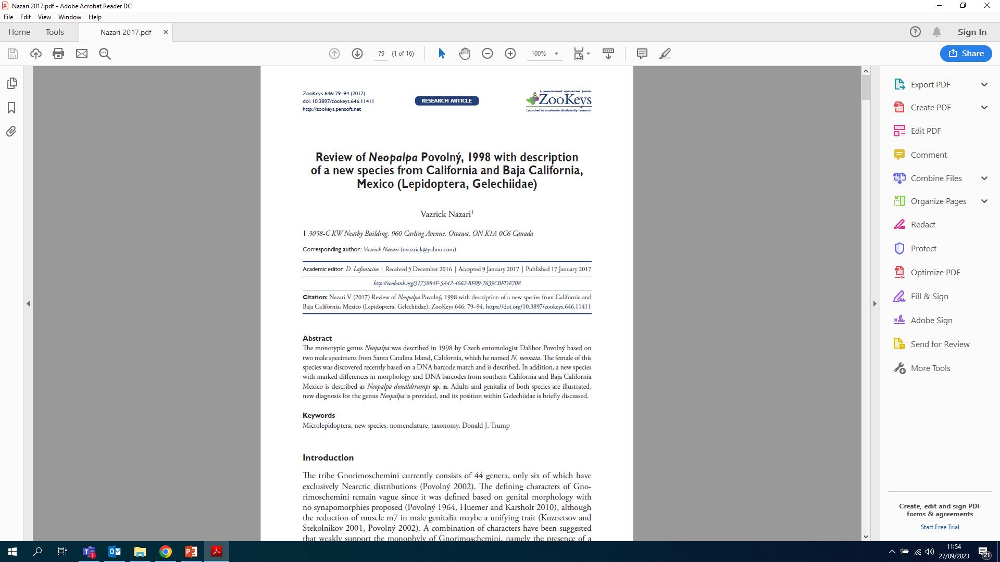 Nazari 2017.pdf - Adobe Acrobat Reader DC
File Edit View Window Help
Home Tools Nazari 2017.pdf Sign In
79 (1 of 16) 100% Share
ZooKeys 646: 79–94 (2017)
doi: 10.3897/zookeys.646.11411
http://zookeys.pensoft.net
RESEARCH ARTICLE
A peer-reviewed open-access journal
ZooKeys
Launched to accelerate biodiversity research
Review of Neopalpa Povolný, 1998 with description
of a new species from California and Baja California,
Mexico (Lepidoptera, Gelechiidae)
Vazrick Nazari1
1 3058-C KW Neatby Building, 960 Carling Avenue, Ottawa, ON K1A 0C6 Canada
Corresponding author: Vazrick Nazari (nvazrick@yahoo.com)
Academic editor: D. Lafontaine | Received 5 December 2016 | Accepted 9 January 2017 | Published 17 January 2017
http://zoobank.org/3175884F-5A42-4662-8F09-7639C0FDE708
Citation: Nazari V (2017) Review of Neopalpa Povolný, 1998 with description of a new species from California and
Baja California, Mexico (Lepidoptera, Gelechiidae). ZooKeys 646: 79–94. https://doi.org/10.3897/zookeys.646.11411
Abstract
The monotypic genus Neopalpa was described in 1998 by Czech entomologist Dalibor Povolný based on
two male specimens from Santa Catalina Island, California, which he named N. neonata. The female of this
species was discovered recently based on a DNA barcode match and is described. In addition, a new species
with marked differences in morphology and DNA barcodes from southern California and Baja California
Mexico is described as Neopalpa donaldtrumpi sp. n. Adults and genitalia of both species are illustrated,
new diagnosis for the genus Neopalpa is provided, and its position within Gelechiidae is briefly discussed.
Keywords
Microlepidoptera, new species, nomenclature, taxonomy, Donald J. Trump
Introduction
The tribe Gnorimoschemini currently consists of 44 genera, only six of which have
exclusively Nearctic distributions (Povolný 2002). The defining characters of Gno-
rimoschemini remain vague since it was defined based on genital morphology with
no synapomorphies proposed (Povolný 1964, Huemer and Karsholt 2010), although
the reduction of muscle m7 in male genitalia maybe a unifying trait (Kuznetsov and
Stekolnikov 2001, Povolný 2002). A combination of characters have been suggested
that weakly support the monophyly of Gnorimoschemini, namely the presence of a
Export PDF
Create PDF
Edit PDF
Comment
Combine Files
Organize Pages
Redact
Protect
Optimize PDF
Fill & Sign
Adobe Sign
Send for Review
More Tools
Create, edit and sign PDF
forms & agreements
Start Free Trial
1
11:54
27/09/2023
21